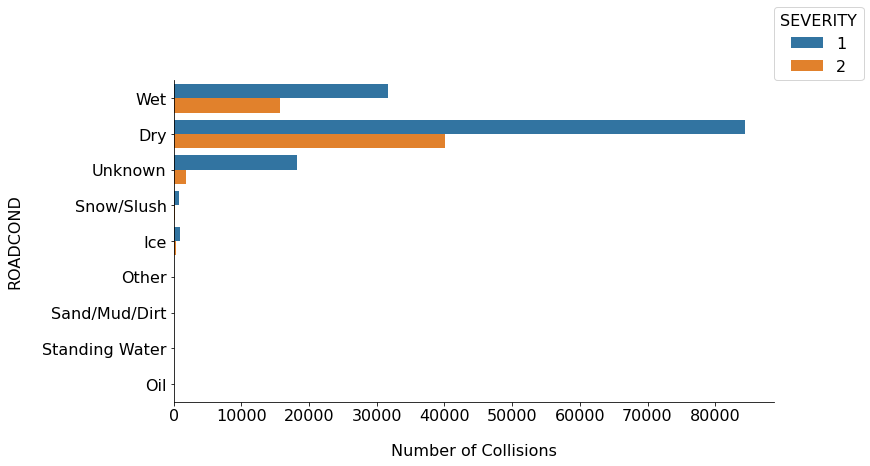 SEVERITY
1
2
Wet
Dry
Unknown
Snow/Slush
Ice
Other
Sand/Mud/Dirt
Standing Water
Oil
ROADCOND
0 10000 20000 30000 40000 50000 60000 70000 80000
Number of Collisions